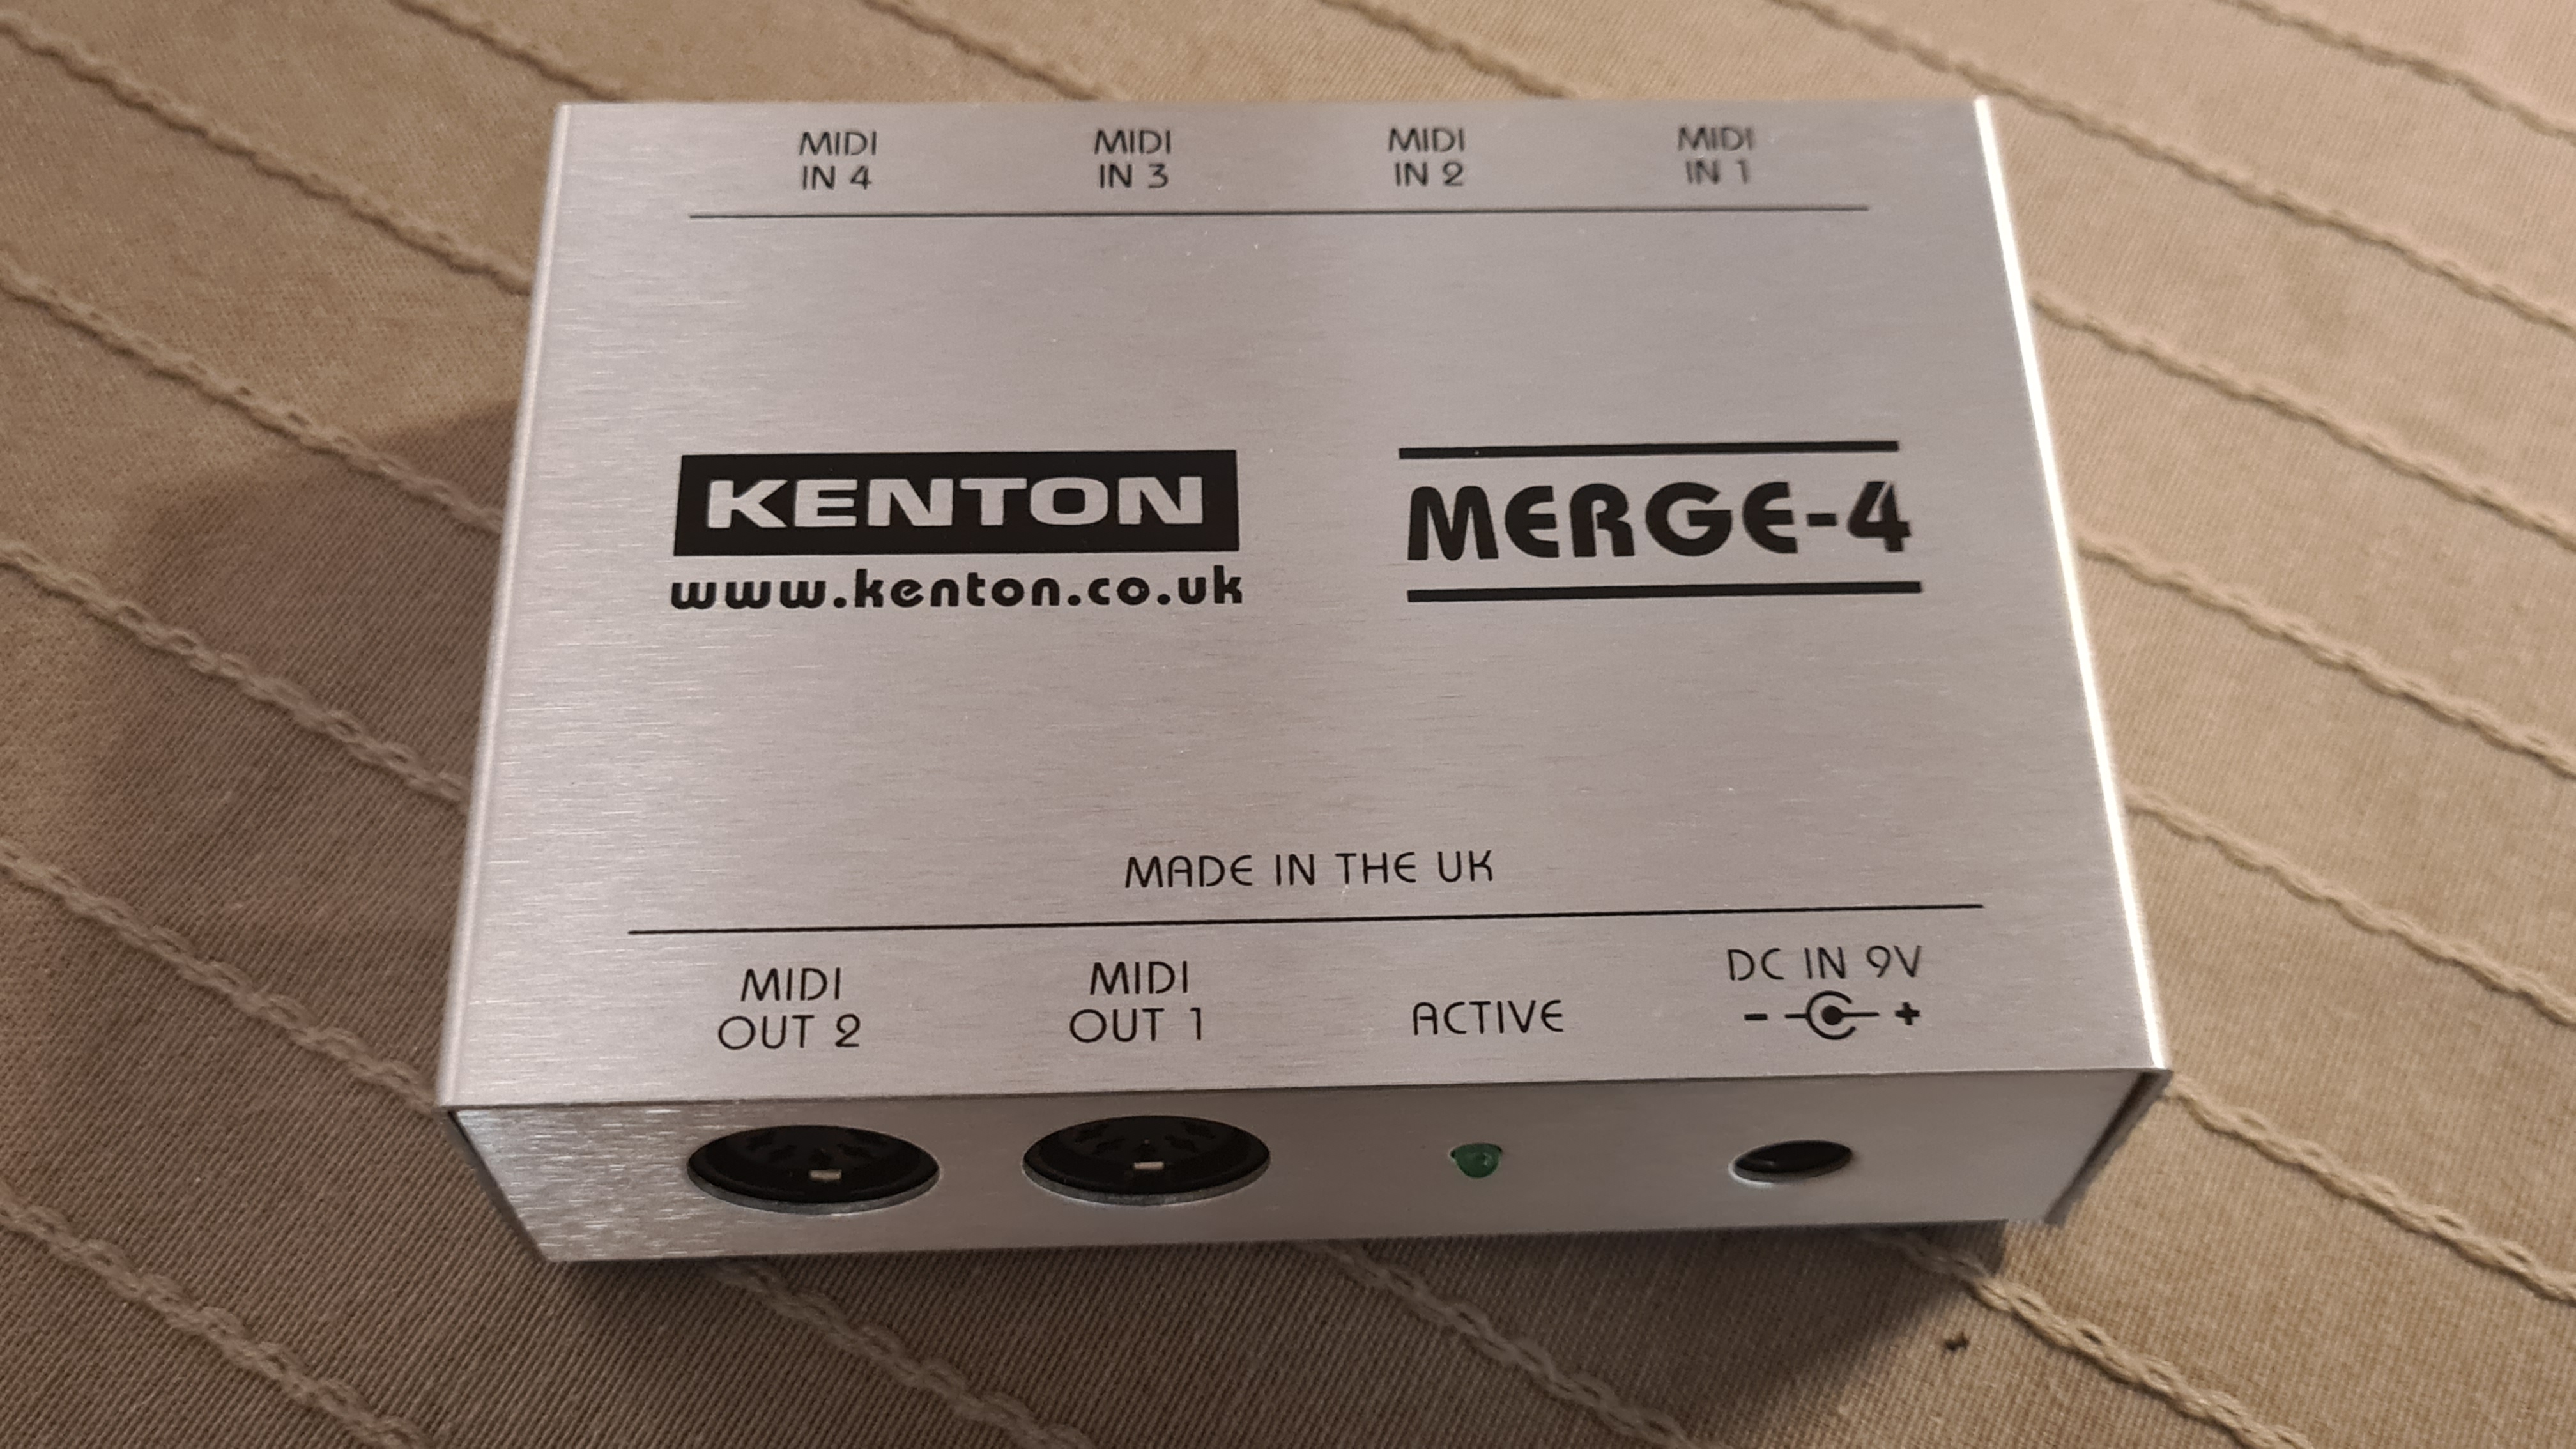 MIDI IN 4
MIDI IN 3
MIDI IN 2
MIDI IN 1
KENTON
www.kenton.co.uk
MERGE-4
MADE IN THE UK
MIDI OUT 2
MIDI OUT 1
ACTIVE
DC IN 9V
- +